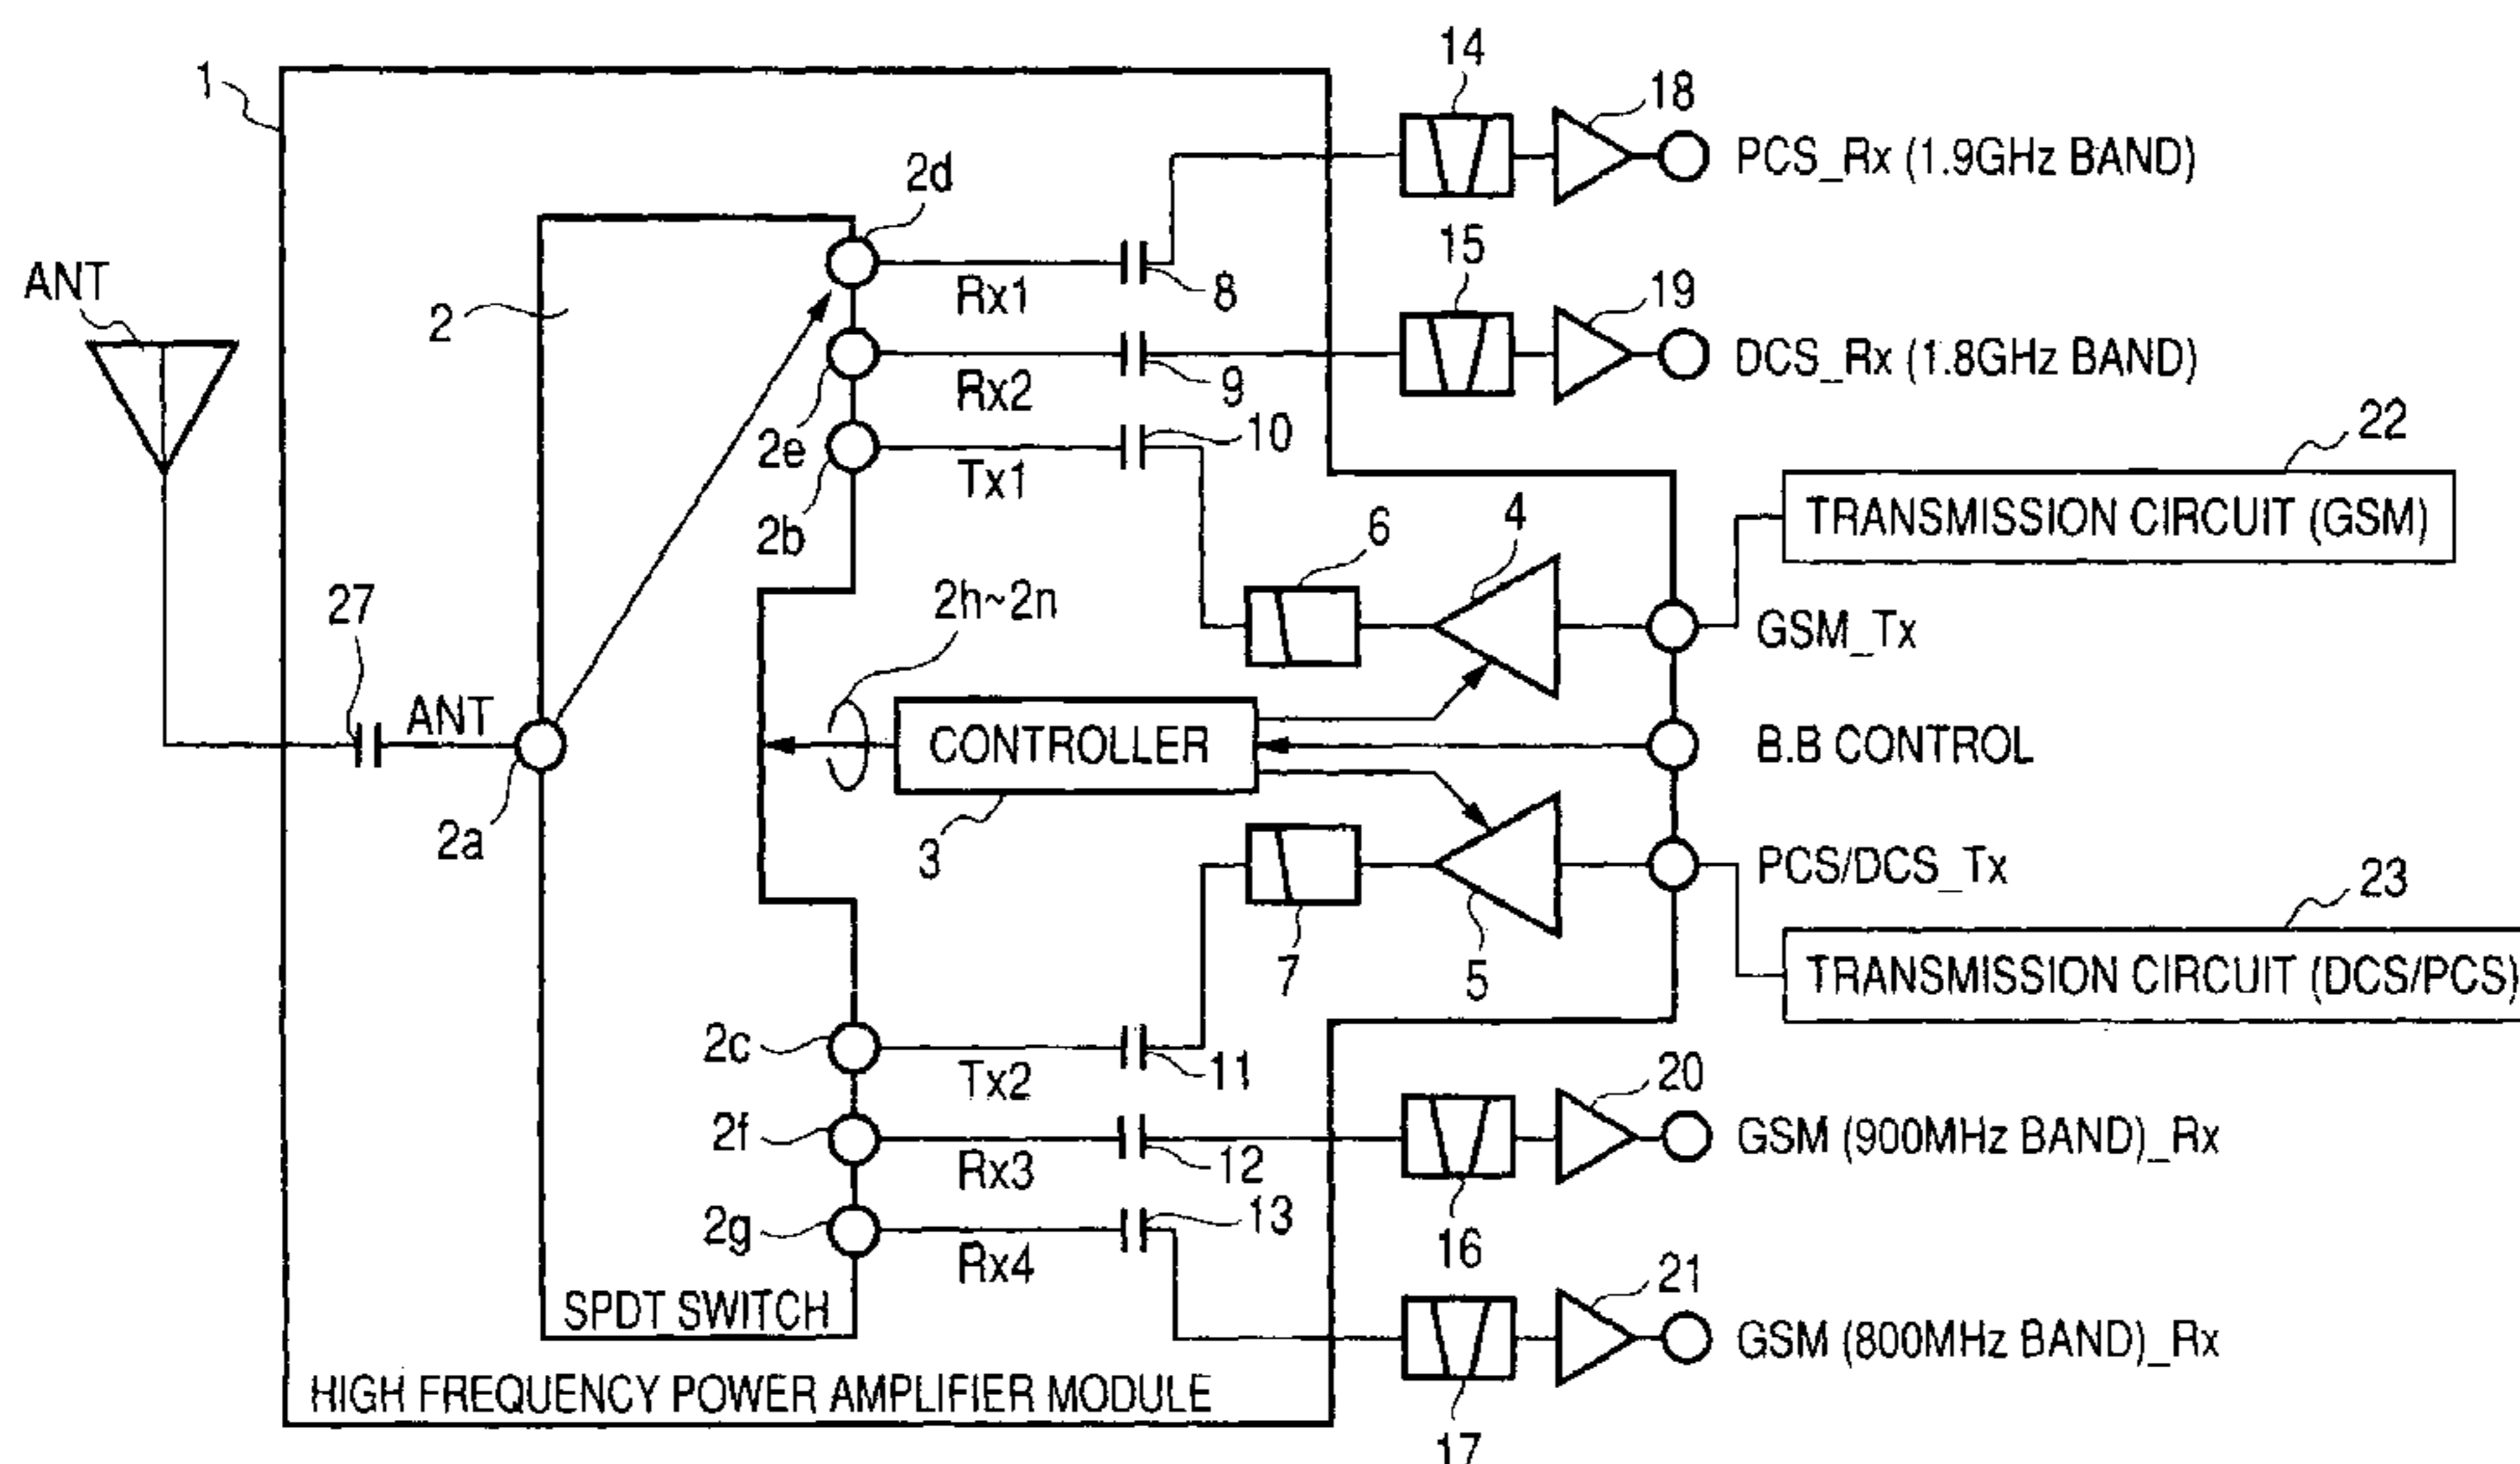 14
1
18
PCS_Rx (1.9GHz BAND)
2d
15
ANT
Rx1
8
19
2
DCS_Rx (1.8GHz BAND)
Rx2
9
2e
10
22
Tx1
2b
6
4
TRANSMISSION CIRCUIT (GSM)
27
2h~2n
GSM_Tx
ANT
CONTROLLER
B.B CONTROL
2a
3
PCS/DCS_Tx
23
7
5
TRANSMISSION CIRCUIT (DCS/PCS)
2c
Tx2
11
20
2f
Rx3
12
GSM (900MHz BAND)_Rx
2g
13
16
Rx4
21
SPDT SWITCH
GSM (800MHz BAND)_Rx
HIGH FREQUENCY POWER AMPLIFIER MODULE
17